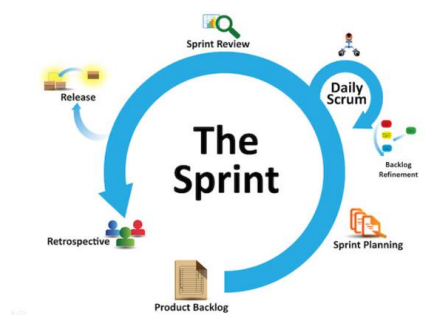 Sprint Review
Daily
Scrum
Release
The
Sprint
Backlog
Refinement
Retrospective
Sprint Planning
Product Backlog